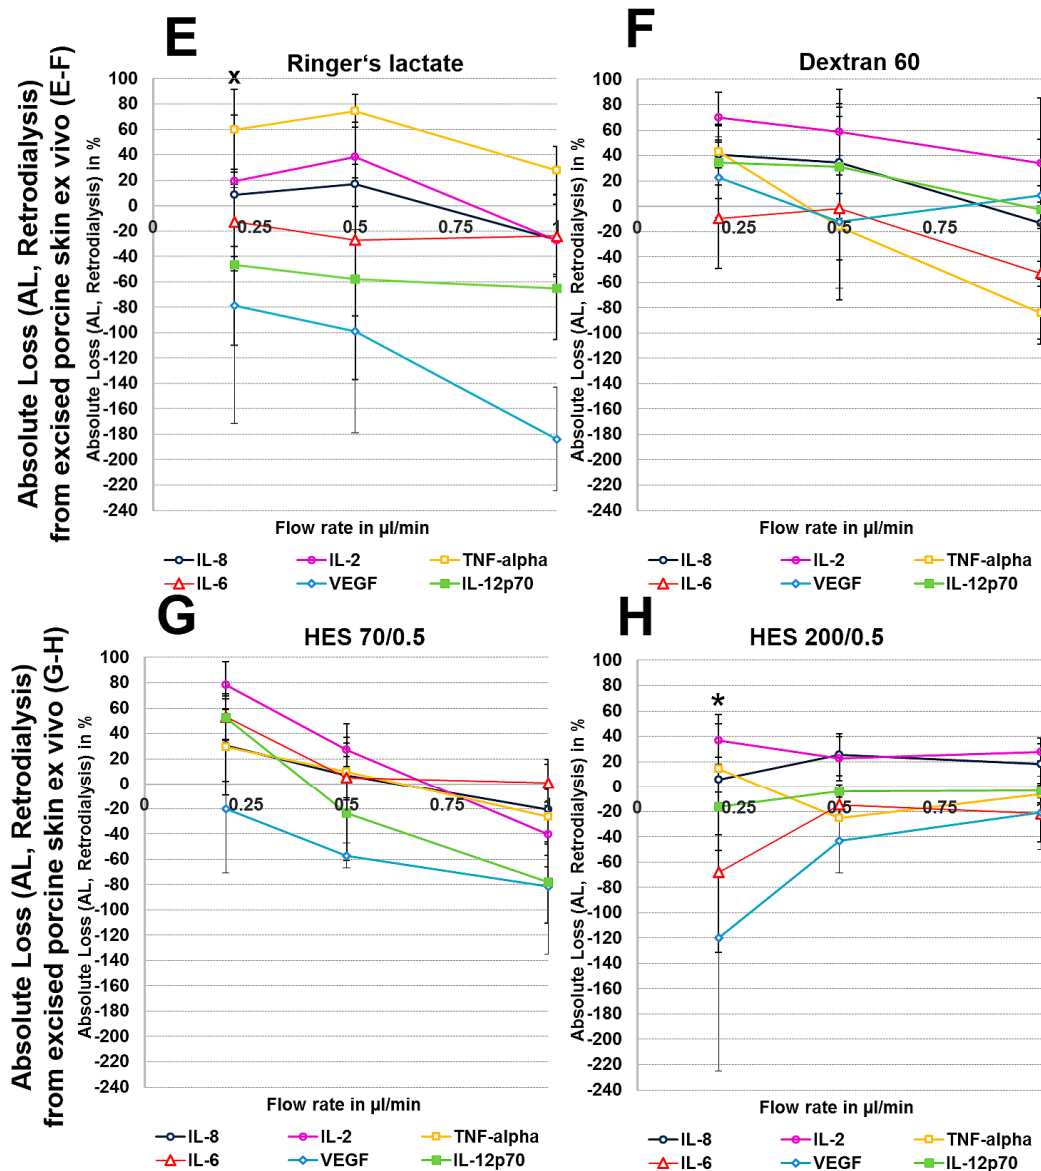 E
Ringer‘s lactate
x
Absolute Loss (AL, Retrodialysis)
from excised porcine skin ex vivo (E-F)
Absolute Loss (AL, Retrodialysis) in %
100
80
60
40
20
0
-20
-40
-60
-80
-100
-120
-140
-160
-180
-200
-220
-240
0 0.25 0.5 0.75 1
Flow rate in µl/min
IL-8 IL-2 TNF-alpha
IL-6 VEGF IL-12p70
F
Dextran 60
Absolute Loss (AL, Retrodialysis) in %
100
80
60
40
20
0
-20
-40
-60
-80
-100
-120
-140
-160
-180
-200
-220
-240
0 0.25 0.5 0.75
Flow rate in µl/min
IL-8 IL-2 TNF-alpha
IL-6 VEGF IL-12p70
G
HES 70/0.5
Absolute Loss (AL, Retrodialysis)
from excised porcine skin ex vivo (G-H)
Absolute Loss (AL, Retrodialysis) in %
100
80
60
40
20
0
-20
-40
-60
-80
-100
-120
-140
-160
-180
-200
-220
-240
0 0.25 0.5 0.75 1
Flow rate in µl/min
IL-8 IL-2 TNF-alpha
IL-6 VEGF IL-12p70
H
HES 200/0.5
*
Absolute Loss (AL, Retrodialysis) in %
100
80
60
40
20
0
-20
-40
-60
-80
-100
-120
-140
-160
-180
-200
-220
-240
0 0.25 0.5 0.75
Flow rate in µl/min
IL-8 IL-2 TNF-alpha
IL-6 VEGF IL-12p70